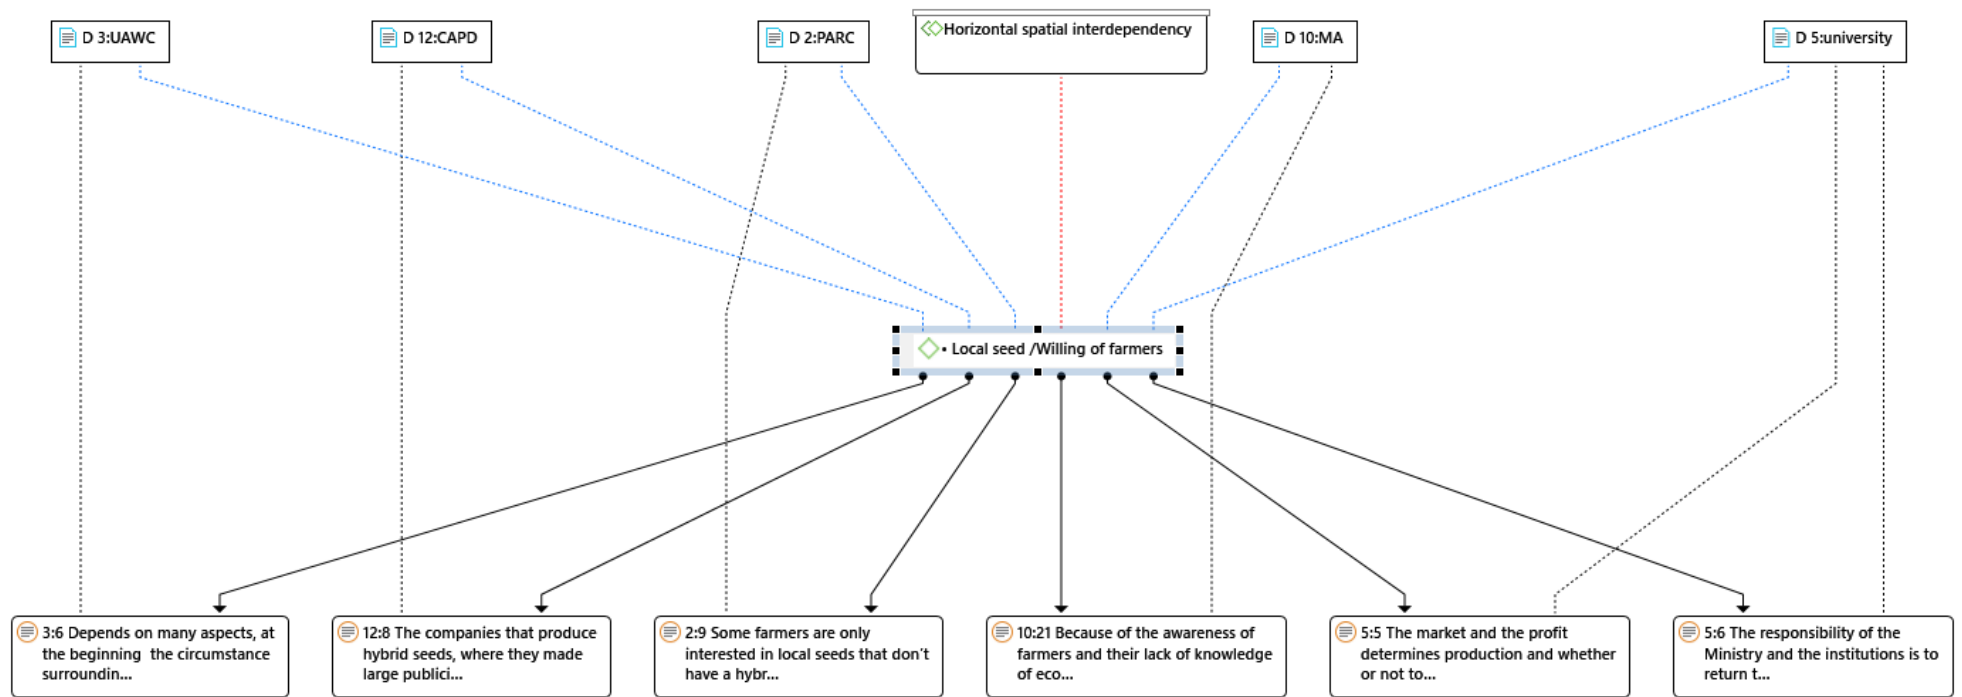 D 3:UAWC
D 12:CAPD
D 2:PARC
Horizontal spatial interdependency
D 10:MA
D 5:university
• Local seed /Willing of farmers
3:6 Depends on many aspects, at
the beginning  the circumstance
surroundin...
12:8 The companies that produce
hybrid seeds, where they made
large publici...
2:9 Some farmers are only
interested in local seeds that don't
have a hybr...
10:21 Because of the awareness of
farmers and their lack of knowledge
of eco...
5:5 The market and the profit
determines production and whether
or not to...
5:6 The responsibility of the
Ministry and the institutions is to
return t...